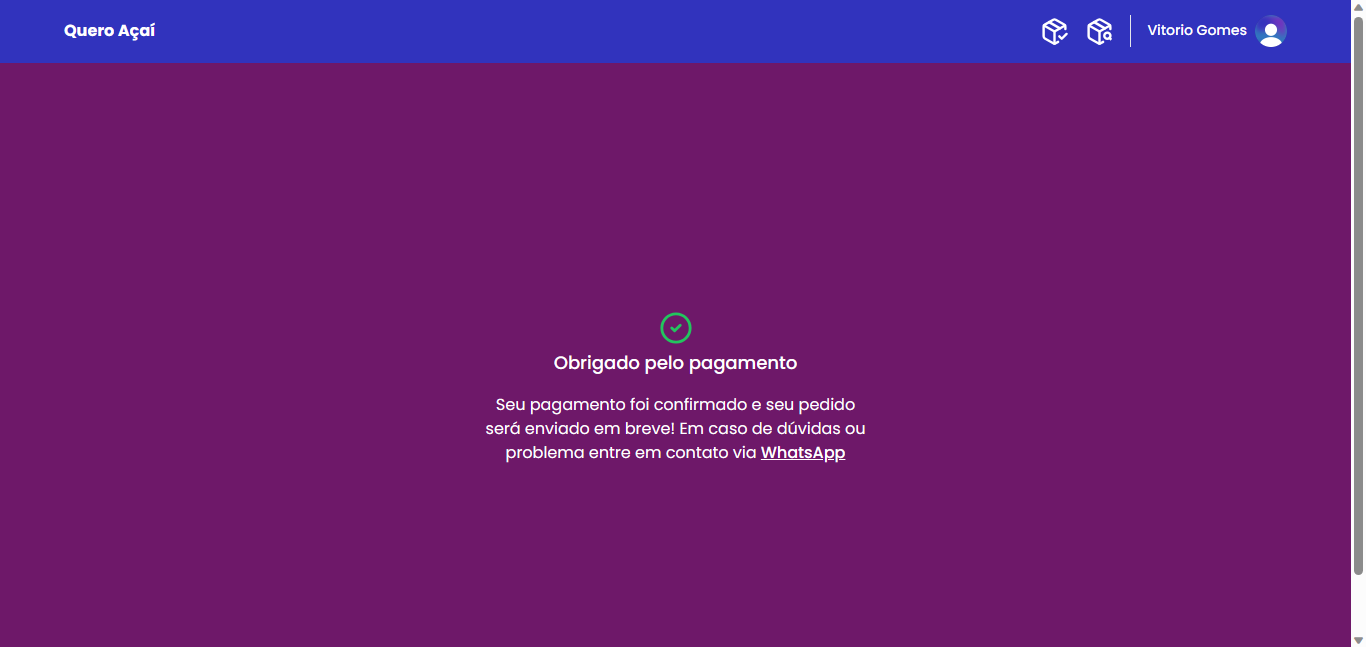 Quero Açaí
Vitorio Gomes
Obrigado pelo pagamento
Seu pagamento foi confirmado e seu pedido
será enviado em breve! Em caso de dúvidas ou
problema entre em contato via WhatsApp